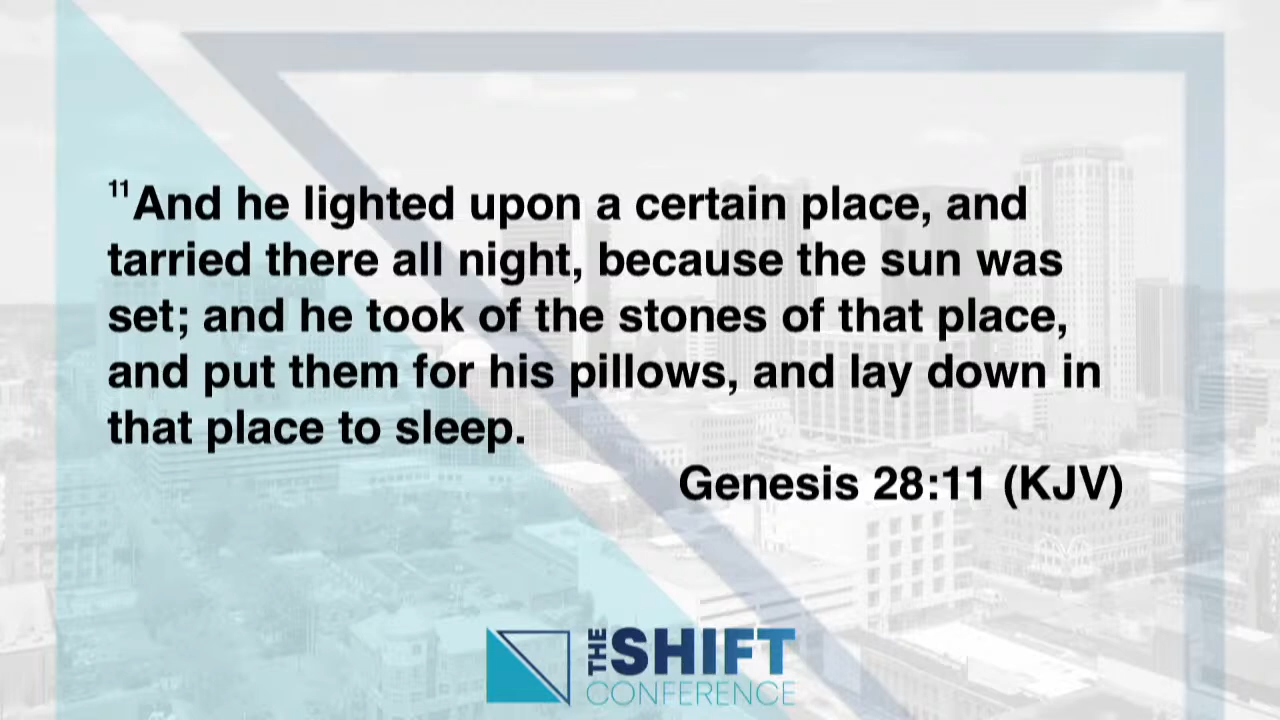 11And he lighted upon a certain place, and
tarried there all night, because the sun was
set; and he took of the stones of that place,
and put them for his pillows, and lay down in
that place to sleep.
Genesis 28:11 (KJV)
THE SHIFT
CONFERENCE